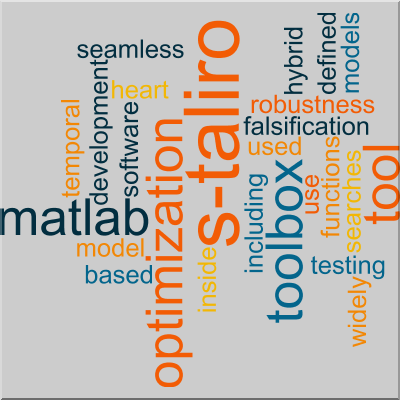 seamless
heart
development
software
temporal
matlab
model
based
optimization
s-taliro
inside
hybrid
defined
models
robustness
falsification
used
including
toolbox
use
functions
searches
tool
testing
widely